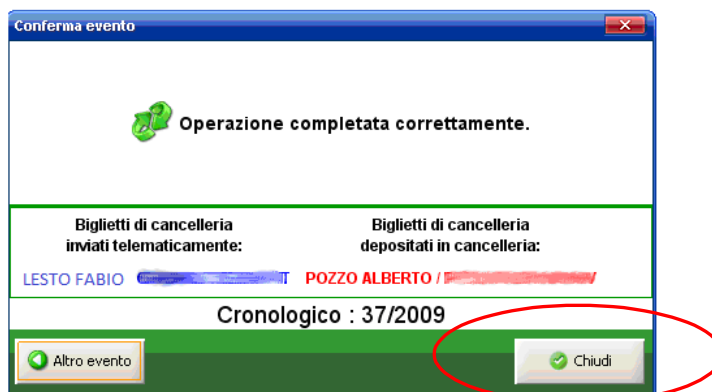 Conferma evento
Operazione completata correttamente.
Biglietti di cancelleria
inviati telematicamente:
Biglietti di cancelleria
depositati in cancelleria:
LESTO FABIO T
POZZO ALBERTO /
Cronologico : 37/2009
Altro evento
Chiudi